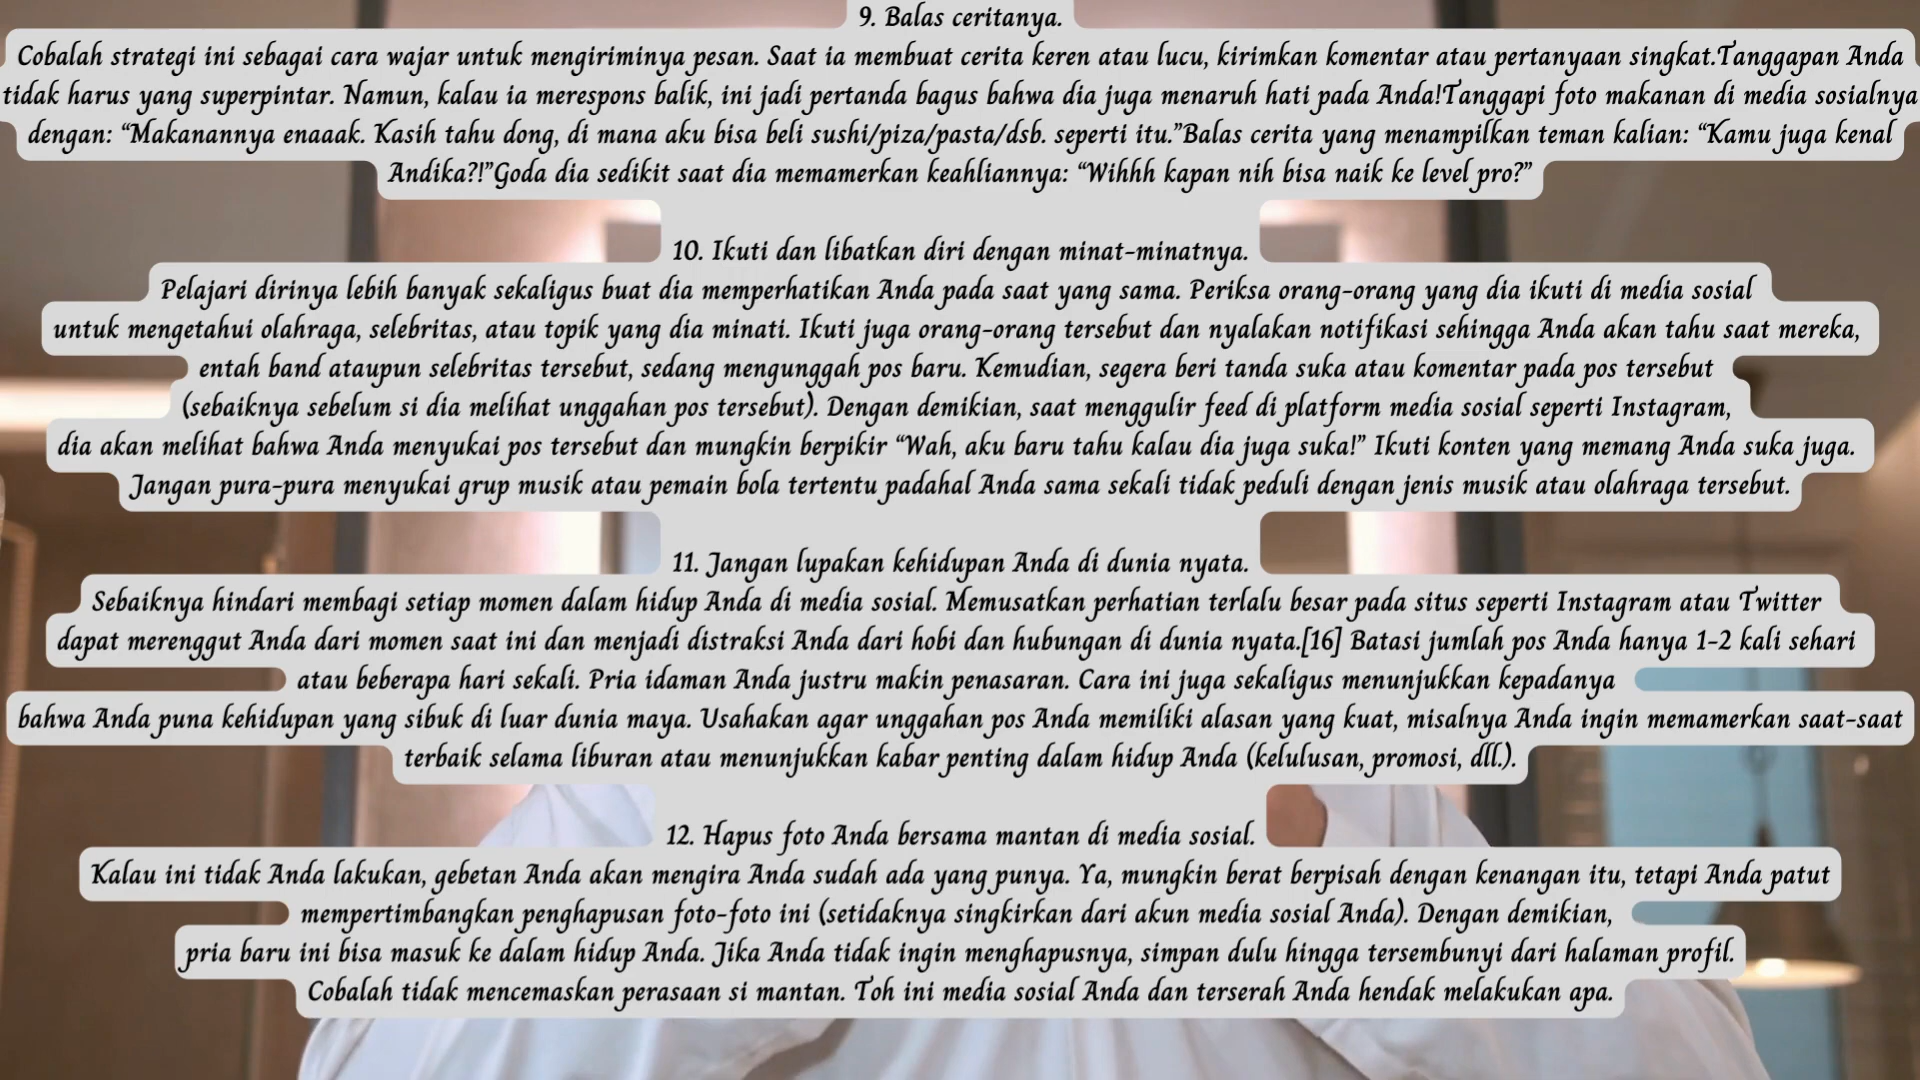 9. Balas ceritanya.
Cobalah strategi ini sebagai cara wajar untuk mengiriminya pesan. Saat ia membuat cerita keren atau lucu, kirimkan komentar atau pertanyaan singkat.Tanggapan Anda
tidak harus yang superpintar. Namun, kalau ia merespons balik, ini jadi pertanda bagus bahwa dia juga menaruh hati pada Anda!Tanggapi foto makanan di media sosialnya
dengan: “Makanannya enaaak. Kasih tahu dong, di mana aku bisa beli sushi/piza/pasta/dsb. seperti itu.”Balas cerita yang menampilkan teman kalian: “Kamu juga kenal
Andika?!”Goda dia sedikit saat dia memamerkan keahliannya: “Wihhh kapan nih bisa naik ke level pro?”
10. Ikuti dan libatkan diri dengan minat-minatnya.
Pelajari dirinya lebih banyak sekaligus buat dia memperhatikan Anda pada saat yang sama. Periksa orang-orang yang dia ikuti di media sosial
untuk mengetahui olahraga, selebritas, atau topik yang dia minati. Ikuti juga orang-orang tersebut dan nyalakan notifikasi sehingga Anda akan tahu saat mereka,
entah band ataupun selebritas tersebut, sedang mengunggah pos baru. Kemudian, segera beri tanda suka atau komentar pada pos tersebut
(sebaiknya sebelum si dia melihat unggahan pos tersebut). Dengan demikian, saat menggulir feed di platform media sosial seperti Instagram,
dia akan melihat bahwa Anda menyukai pos tersebut dan mungkin berpikir “Wah, aku baru tahu kalau dia juga suka!” Ikuti konten yang memang Anda suka juga.
Jangan pura-pura menyukai grup musik atau pemain bola tertentu padahal Anda sama sekali tidak peduli dengan jenis musik atau olahraga tersebut.
11. Jangan lupakan kehidupan Anda di dunia nyata.
Sebaiknya hindari membagi setiap momen dalam hidup Anda di media sosial. Memusatkan perhatian terlalu besar pada situs seperti Instagram atau Twitter
dapat merenggut Anda dari momen saat ini dan menjadi distraksi Anda dari hobi dan hubungan di dunia nyata.[16] Batasi jumlah pos Anda hanya 1-2 kali sehari
atau beberapa hari sekali. Pria idaman Anda justru makin penasaran. Cara ini juga sekaligus menunjukkan kepadanya
bahwa Anda puna kehidupan yang sibuk di luar dunia maya. Usahakan agar unggahan pos Anda memiliki alasan yang kuat, misalnya Anda ingin memamerkan saat-saat
terbaik selama liburan atau menunjukkan kabar penting dalam hidup Anda (kelulusan, promosi, dll.).
12. Hapus foto Anda bersama mantan di media sosial.
Kalau ini tidak Anda lakukan, gebetan Anda akan mengira Anda sudah ada yang punya. Ya, mungkin berat berpisah dengan kenangan itu, tetapi Anda patut
mempertimbangkan penghapusan foto-foto ini (setidaknya singkirkan dari akun media sosial Anda). Dengan demikian,
pria baru ini bisa masuk ke dalam hidup Anda. Jika Anda tidak ingin menghapusnya, simpan dulu hingga tersembunyi dari halaman profil.
Cobalah tidak mencemaskan perasaan si mantan. Toh ini media sosial Anda dan terserah Anda hendak melakukan apa.